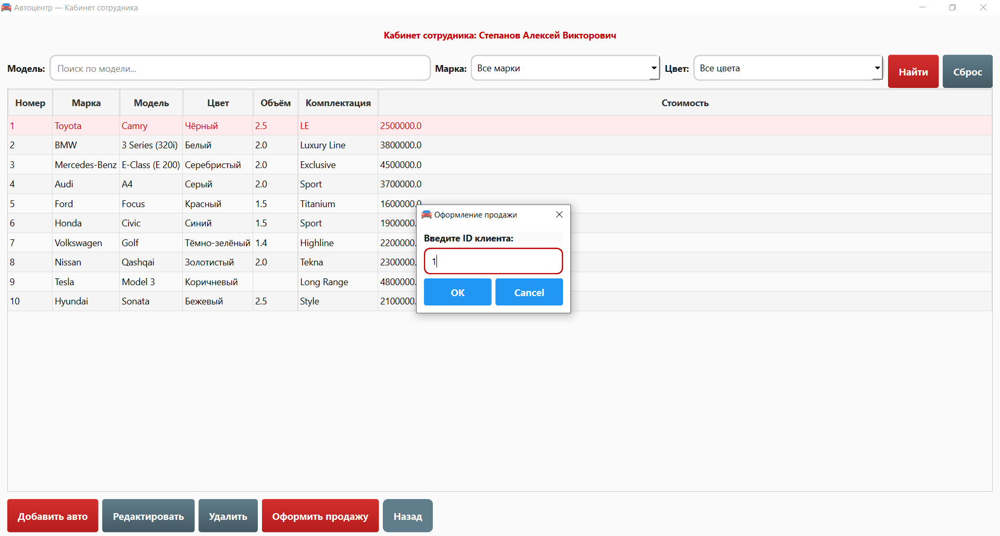 Автоцентр — Кабинет сотрудника
Кабинет сотрудника: Степанов Алексей Викторович
Модель: Поиск по модели... Марка: Все марки Цвет: Все цвета Найти Сброс
Номер Марка Модель Цвет Объём Комплектация Стоимость
1 Toyota Camry Чёрный 2.5 LE 2500000.0
2 BMW 3 Series (320i) Белый 2.0 Luxury Line 3800000.0
3 Mercedes-Benz E-Class (E 200) Серебристый 2.0 Exclusive 4500000.0
4 Audi A4 Серый 2.0 Sport 3700000.0
5 Ford Focus Красный 1.5 Titanium 1600000.0
6 Honda Civic Синий 1.5 Sport 1900000.
7 Volkswagen Golf Тёмно-зелёный 1.4 Highline 2200000.
8 Nissan Qashqai Золотистый 2.0 Tekna 2300000.
9 Tesla Model 3 Коричневый Long Range 4800000.
10 Hyundai Sonata Бежевый 2.5 Style 2100000.
Оформление продажи
Введите ID клиента:
1
OK Cancel
Добавить авто Редактировать Удалить Оформить продажу Назад